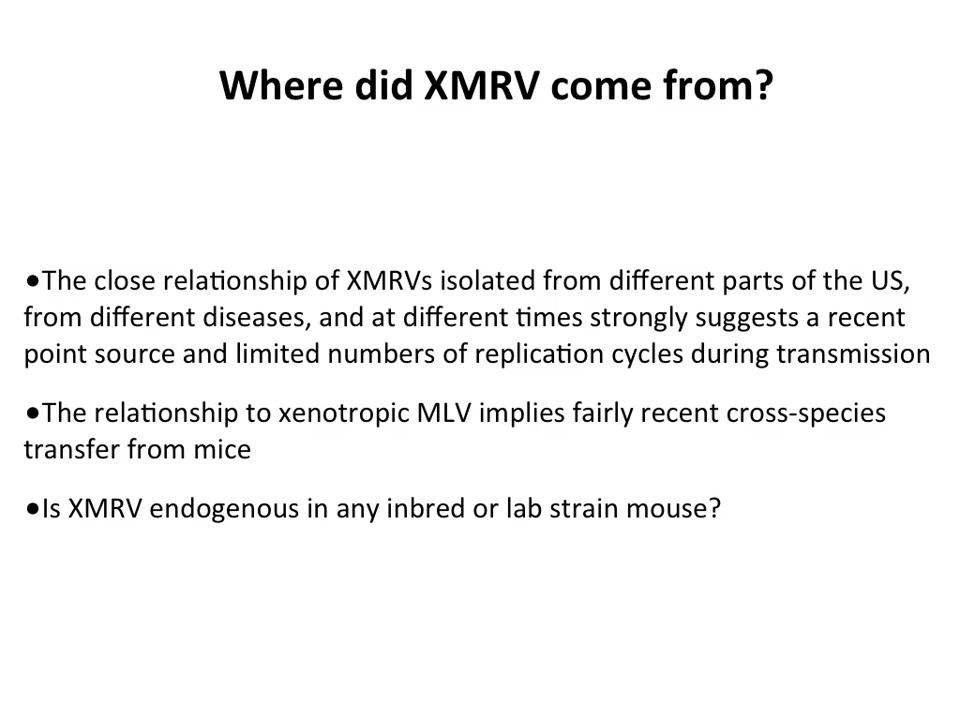 Where did XMRV come from?
●The close relationship of XMRVs isolated from different parts of the US,
from different diseases, and at different times strongly suggests a recent
point source and limited numbers of replication cycles during transmission
●The relationship to xenotropic MLV implies fairly recent cross-species
transfer from mice
●Is XMRV endogenous in any inbred or lab strain mouse?